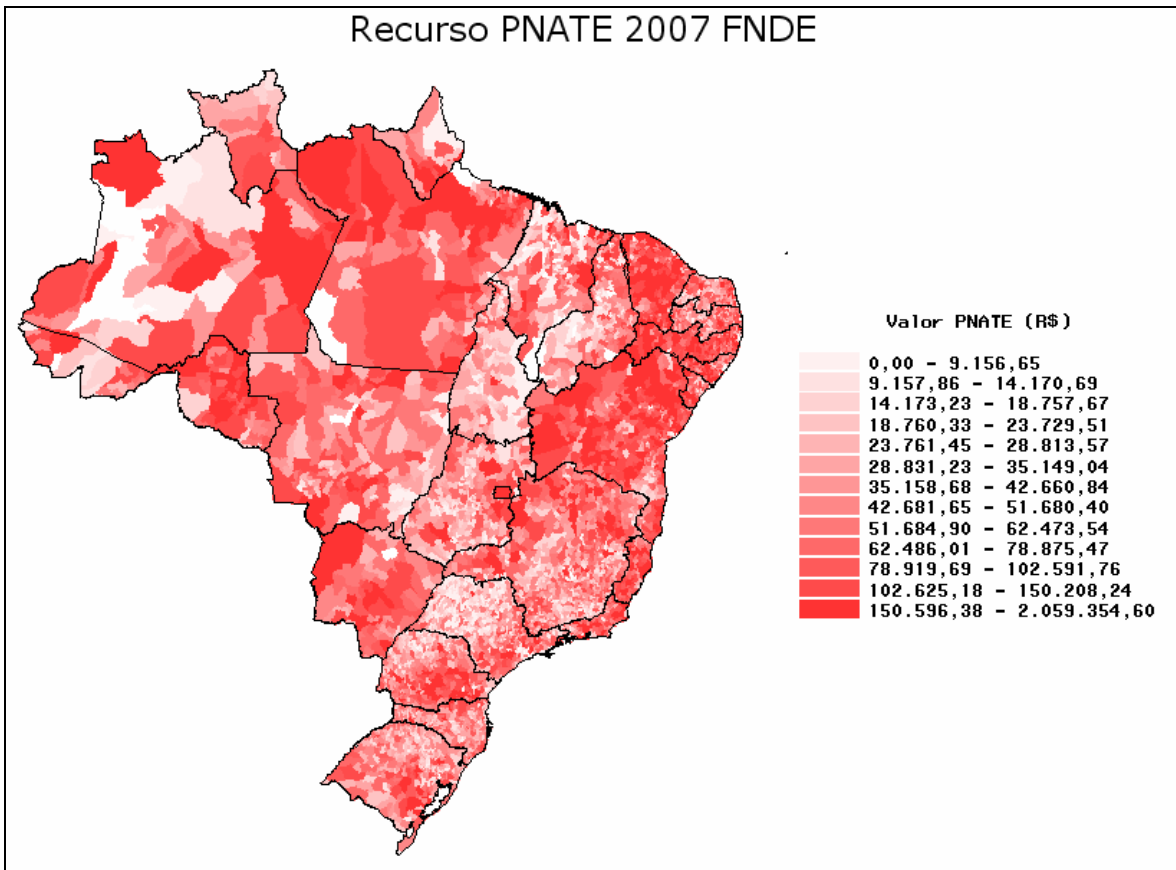 Recurso PNATE 2007 FNDE
Valor PNATE (R$)
0,00 - 9.156,65
9.157,86 - 14.170,69
14.173,23 - 18.757,67
18.760,33 - 23.729,51
23.761,45 - 28.813,57
28.831,23 - 35.149,04
35.158,68 - 42.660,84
42.681,65 - 51.680,40
51.684,90 - 62.473,54
62.486,01 - 78.875,47
78.919,69 - 102.591,76
102.625,18 - 150.208,24
150.596,38 - 2.059.354,60